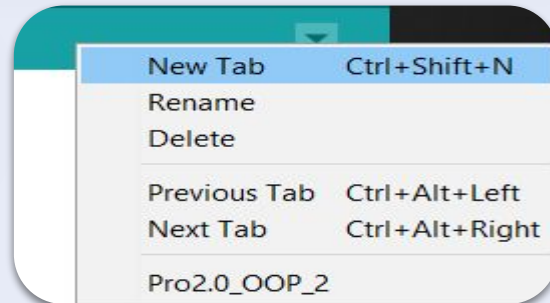 New Tab Ctrl+Shift+N
Rename
Delete
Previous Tab Ctrl+Alt+Left
Next Tab Ctrl+Alt+Right
Pro2.0_OOP_2